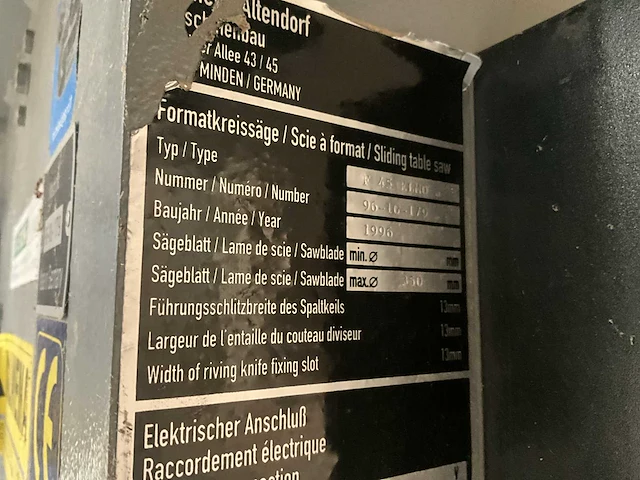 Altendorf
schinenbau
er Allee 43 / 45
MINDEN / GERMANY
Formatkreissäge / Scie à format / Sliding table saw
Typ / Type
Nummer / Numéro / Number
Baujahr / Année / Year 1996
Sägeblatt / Lame de scie / Sawblade min. Ø mm
Sägeblatt / Lame de scie / Sawblade max. Ø 350 mm
Führungsschlitzbreite des Spaltkeils 13mm
Largeur de l'entaille du couteau diviseur 13mm
Width of riving knife fixing slot 13mm
Elektrischer Anschluß
Raccordement électrique
CE